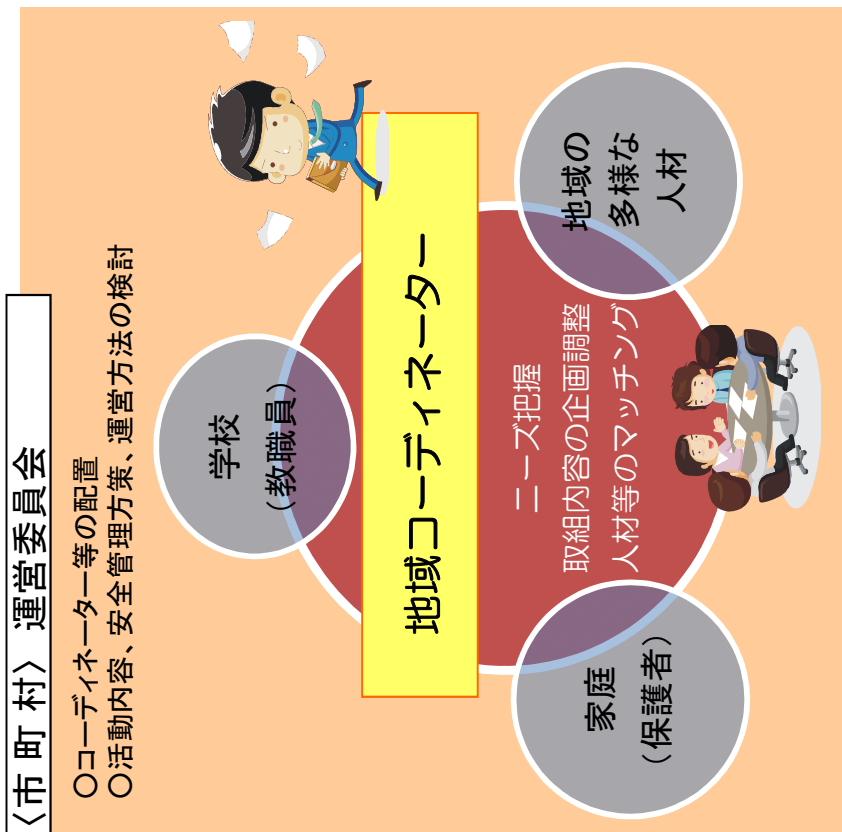 〈市 町 村〉 運営委員会
○コーディネーター等の配置
○活動内容、安全管理方策、運営方法の検討
学校
（教職員）
地域コーディネーター
ニーズ把握
取組内容の企画調整
人材等のマッチング
家庭
（保護者）
地域の
多様な
人材